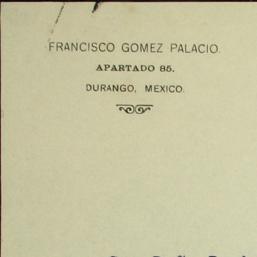 FRANCISCO GOMEZ PALACIO.
APARTADO 85.
DURANGO, MEXICO.